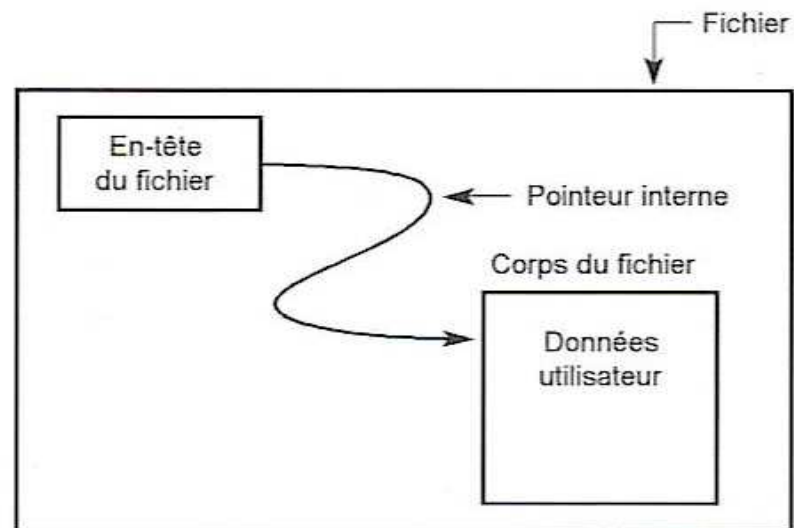 Fichier
En-tête
du fichier
Pointeur interne
Corps du fichier
Données
utilisateur